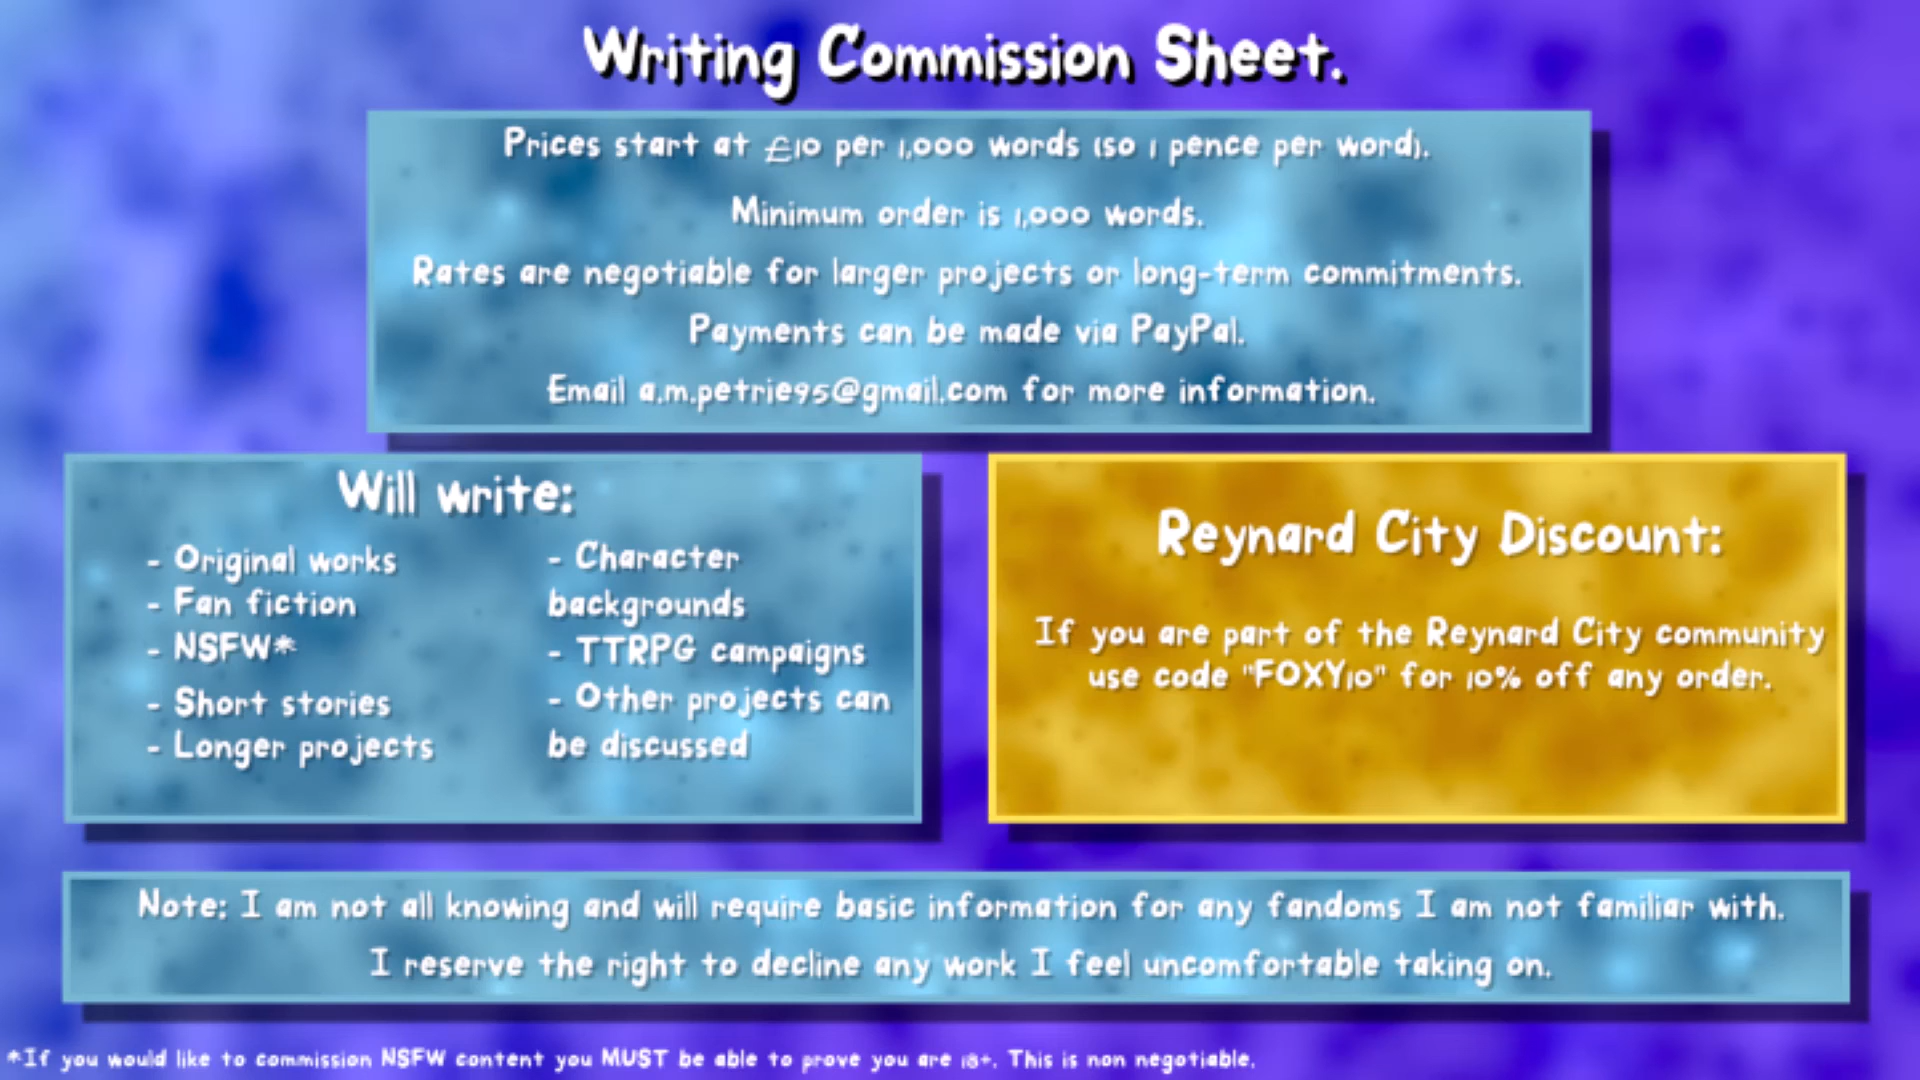 Writing Commission Sheet.
Prices start at £10 per 1,000 words (so 1 pence per word).
Minimum order is 1,000 words.
Rates are negotiable for larger projects or long-term commitments.
Payments can be made via PayPal.
Email a.m.petrie95@gmail.com for more information.
Will write:
- Original works
- Fan fiction
- NSFW*
- Short stories
- Longer projects
- Character
backgrounds
- TTRPG campaigns
- Other projects can
be discussed
Reynard City Discount:
If you are part of the Reynard City community
use code "FOXY10" for 10% off any order.
Note: I am not all knowing and will require basic information for any fandoms I am not familiar with.
I reserve the right to decline any work I feel uncomfortable taking on.
*If you would like to commission NSFW content you MUST be able to prove you are 18+. This is non negotiable.